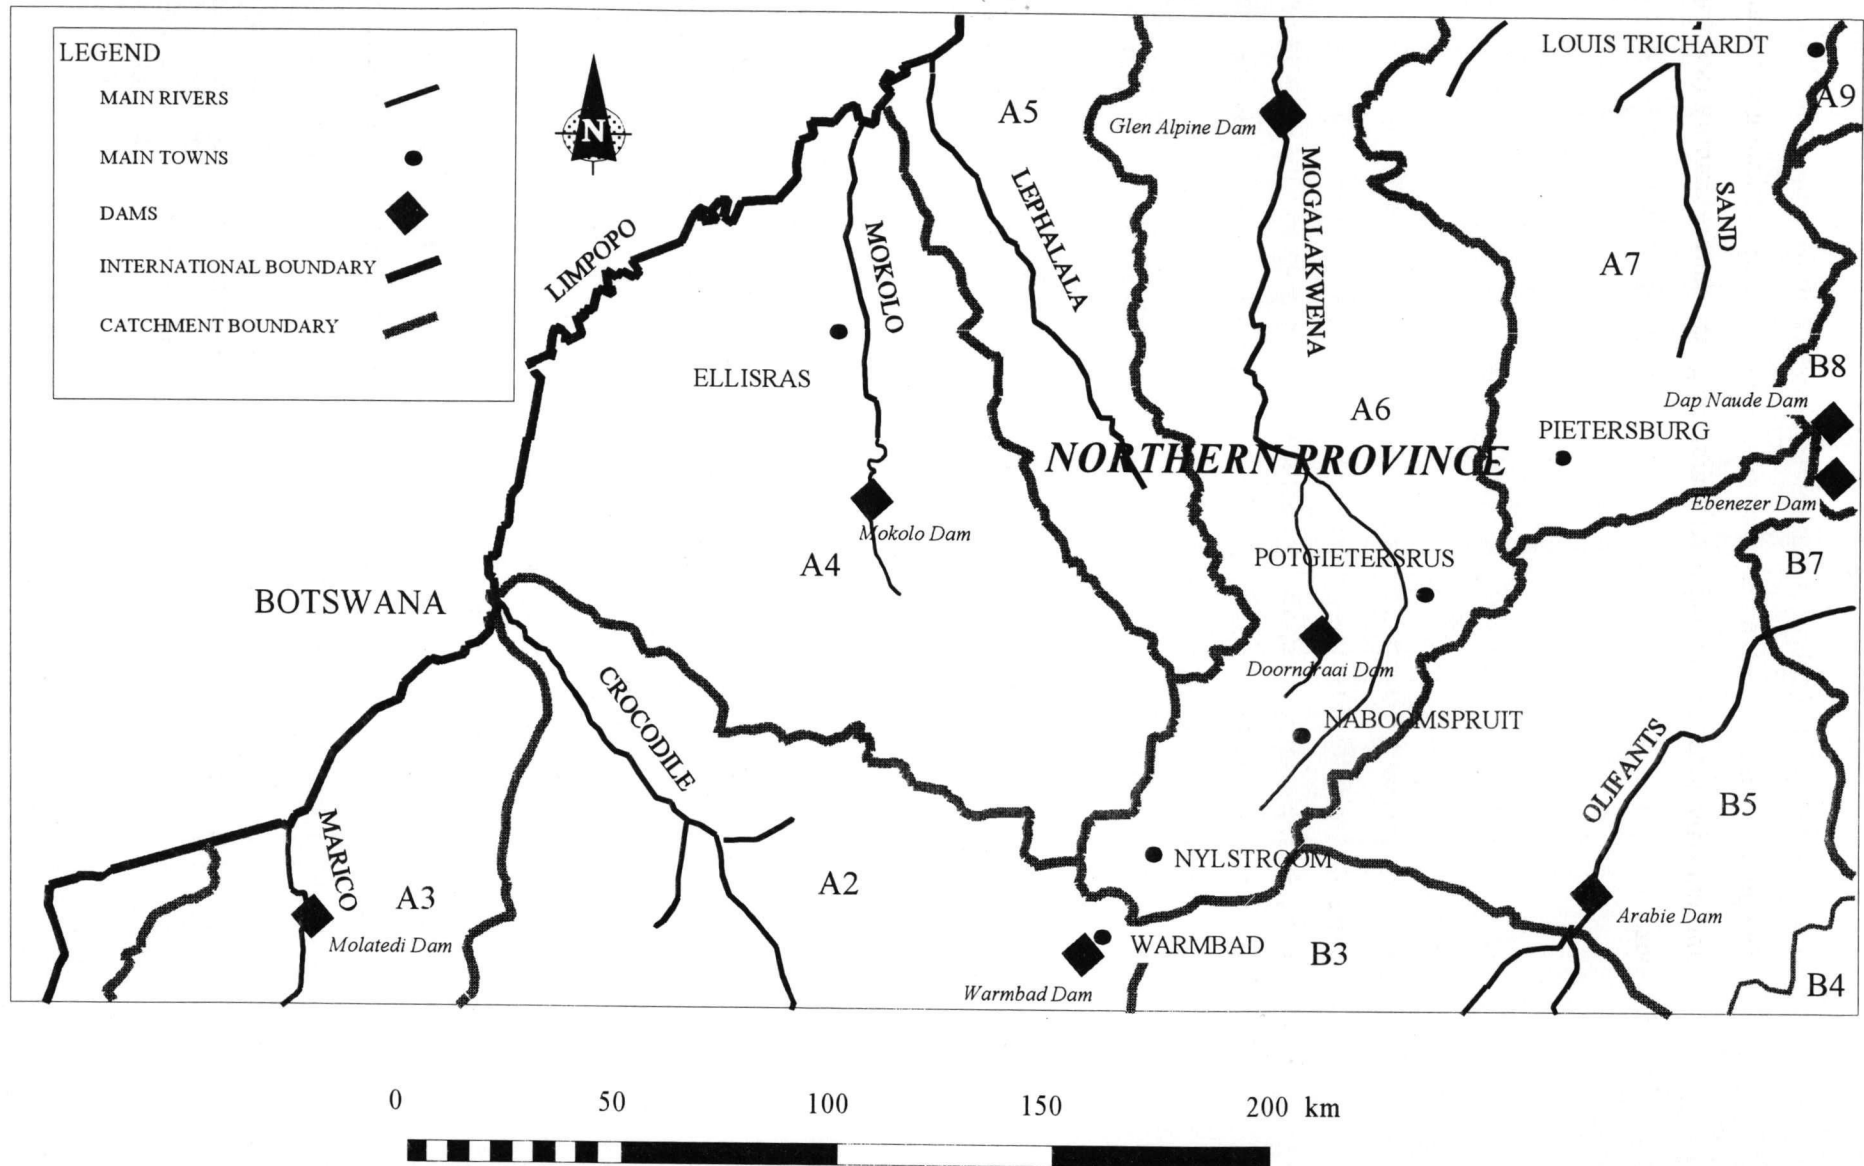 LEGEND
MAIN RIVERS
MAIN TOWNS
DAMS
INTERNATIONAL BOUNDARY
CATCHMENT BOUNDARY
N
LOUIS TRICHARDT
A9
A5
Glen Alpine Dam
LIMPOPO
MOKOLO
LEPHALALA
MOGALAKWENA
SAND
A7
ELLISRAS
B8
Dap Naude Dam
A6
PIETERSBURG
NORTHERN PROVINCE
Ebenezer Dam
Mokolo Dam
A4
POTGIETERSRUS
B7
BOTSWANA
Doorndraai Dam
CROCODILE
NABOOMSPRUIT
OLIFANTS
B5
MARICO
NYLSTROOM
A3
A2
Arabie Dam
Molatedi Dam
WARMBAD
B3
Warmbad Dam
B4
0 50 100 150 200 km